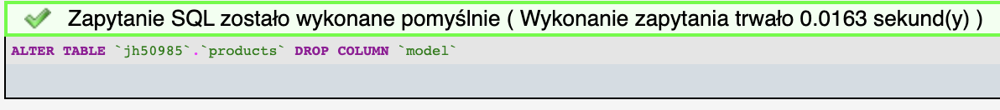 Zapytanie SQL zostało wykonane pomyślnie ( Wykonanie zapytania trwało 0.0163 sekund(y) )
ALTER TABLE `jh50985`.`products` DROP COLUMN `model`